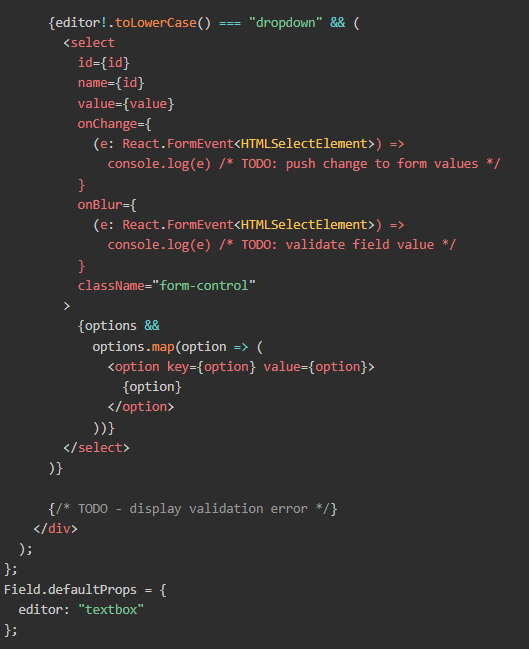 {editor!.toLowerCase() === "dropdown" && (
<select
id={id}
name={id}
value={value}
onChange={
(e: React.FormEvent<HTMLSelectElement>) =>
console.log(e) /* TODO: push change to form values */
}
onBlur={
(e: React.FormEvent<HTMLSelectElement>) =>
console.log(e) /* TODO: validate field value */
}
className="form-control"
>
{options &&
options.map(option => (
<option key={option} value={option}>
{option}
</option>
))}
</select>
)}
{/* TODO - display validation error */}
</div>
);
};
Field.defaultProps = {
editor: "textbox"
};